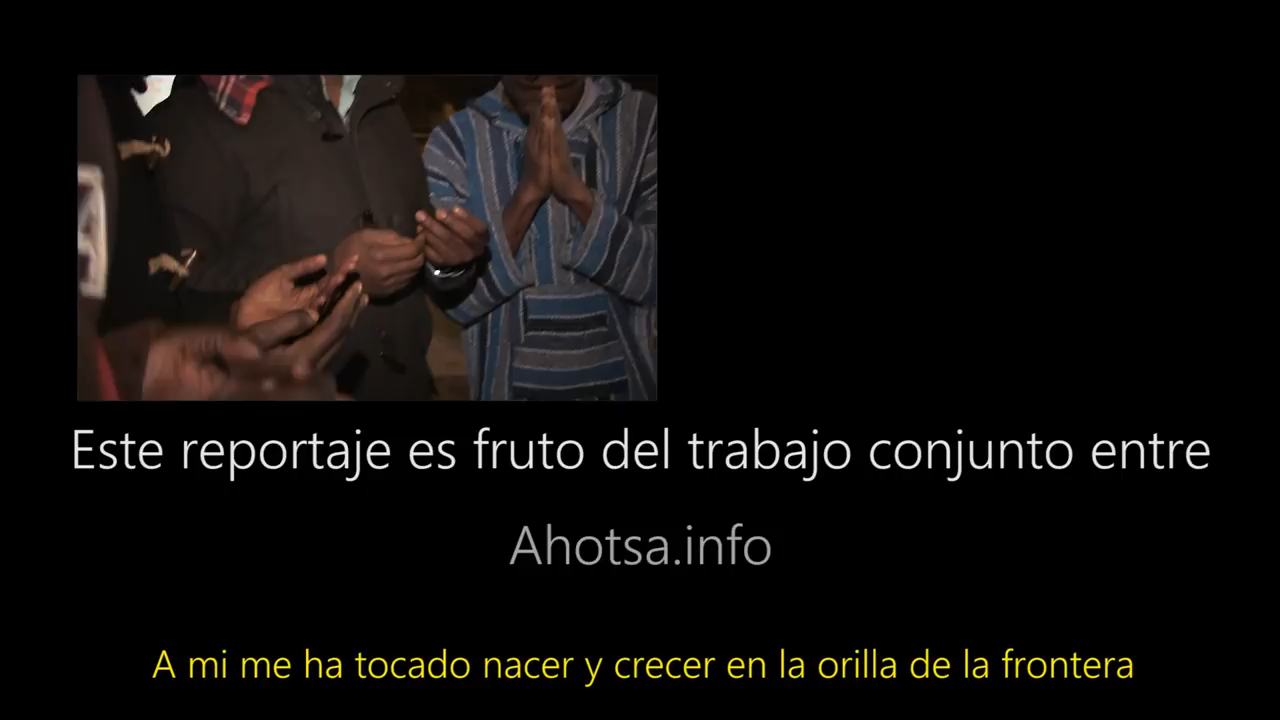 Este reportaje es fruto del trabajo conjunto entre
Ahotsa.info
A mi me ha tocado nacer y crecer en la orilla de la frontera